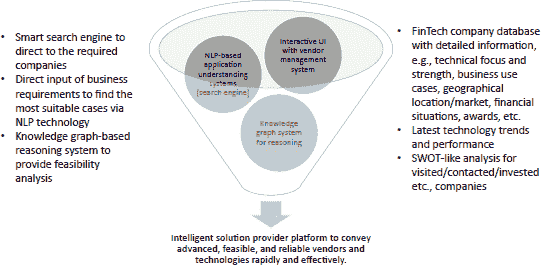 • Smart search engine to
direct to the required
companies
• Direct input of business
requirements to find the
most suitable cases via
NLP technology
• Knowledge graph-based
reasoning system to
provide feasibility
analysis
NLP-based
application
understanding
systems
[search engine]
Interactive UI
with vendor
management
system
Knowledge
graph system
for reasoning
• FinTech company database
with detailed information,
e.g., technical focus and
strength, business use
cases, geographical
location/market, financial
situations, awards, etc.
• Latest technology trends
and performance
• SWOT-like analysis for
visited/contacted/invested
etc., companies
Intelligent solution provider platform to convey
advanced, feasible, and reliable vendors and
technologies rapidly and effectively.